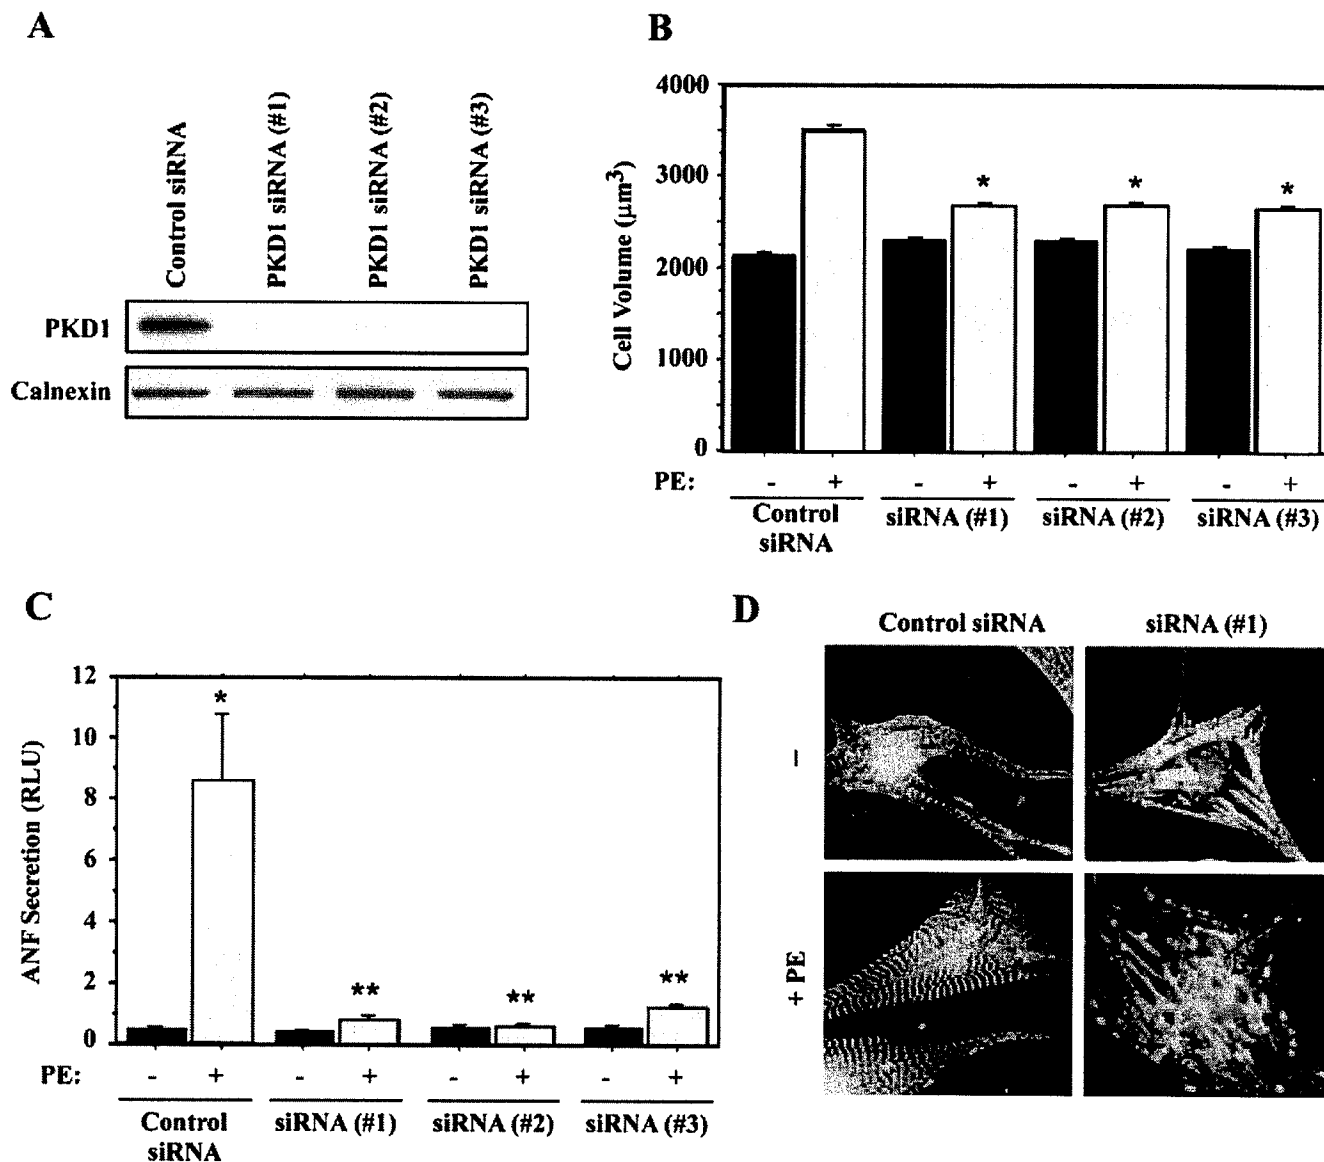 A
Control siRNA
PKD1 siRNA (#1)
PKD1 siRNA (#2)
PKD1 siRNA (#3)
PKD1
Calnexin
B
Cell Volume (μm3)
4000
3000
2000
1000
0
*
*
*
PE: - + - + - + - +
Control siRNA (#1) siRNA (#2) siRNA (#3)
siRNA
C
ANF Secretion (RLU)
12
10
8
6
4
2
0
*
**
**
**
PE: - + - + - + - +
Control siRNA (#1) siRNA (#2) siRNA (#3)
siRNA
D
Control siRNA siRNA (#1)
–
+ PE